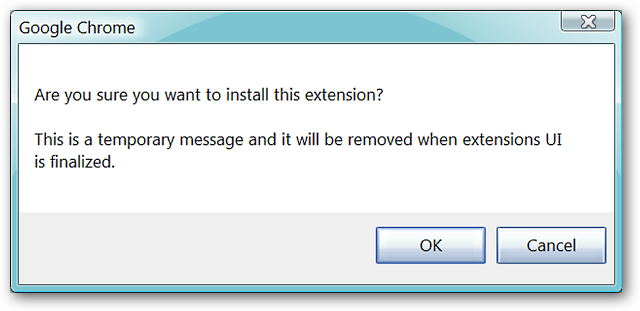 Google Chrome
Are you sure you want to install this extension?
This is a temporary message and it will be removed when extensions UI
is finalized.
OK
Cancel